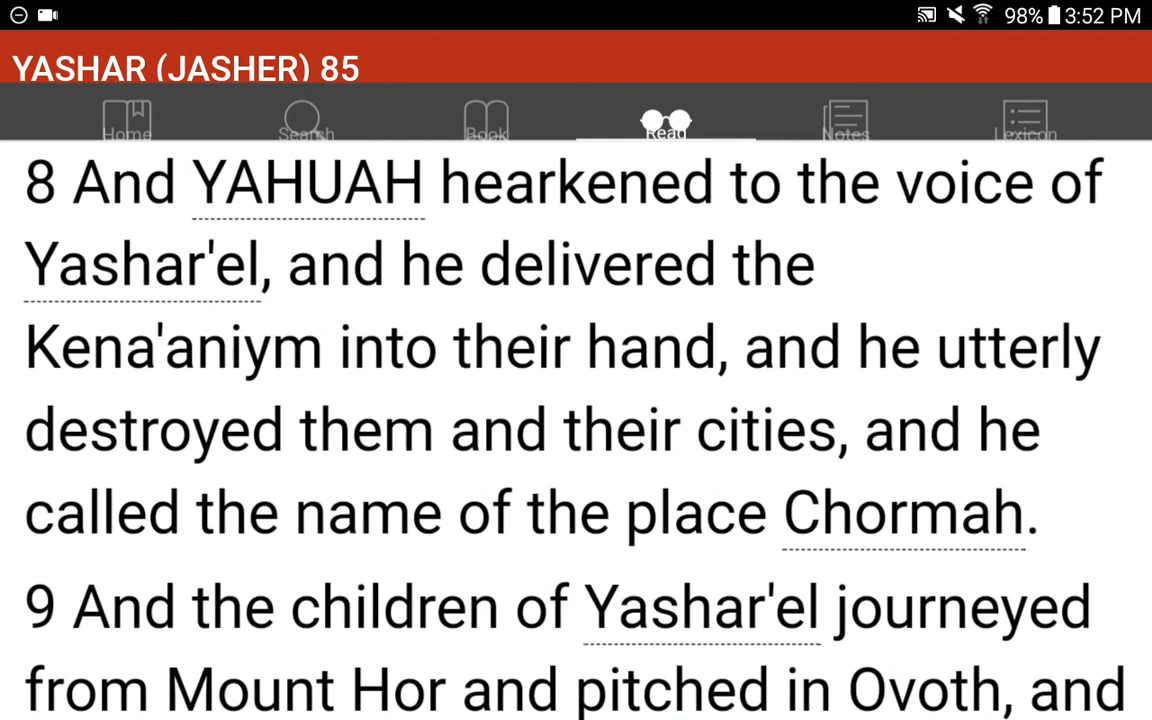 98% 3:52 PM
YASHAR (JASHER) 85
Home Search Book Read Notes Lexicon
8 And YAHUAH hearkened to the voice of
Yashar'el, and he delivered the
Kena'aniym into their hand, and he utterly
destroyed them and their cities, and he
called the name of the place Chormah.
9 And the children of Yashar'el journeyed
from Mount Hor and pitched in Ovoth, and